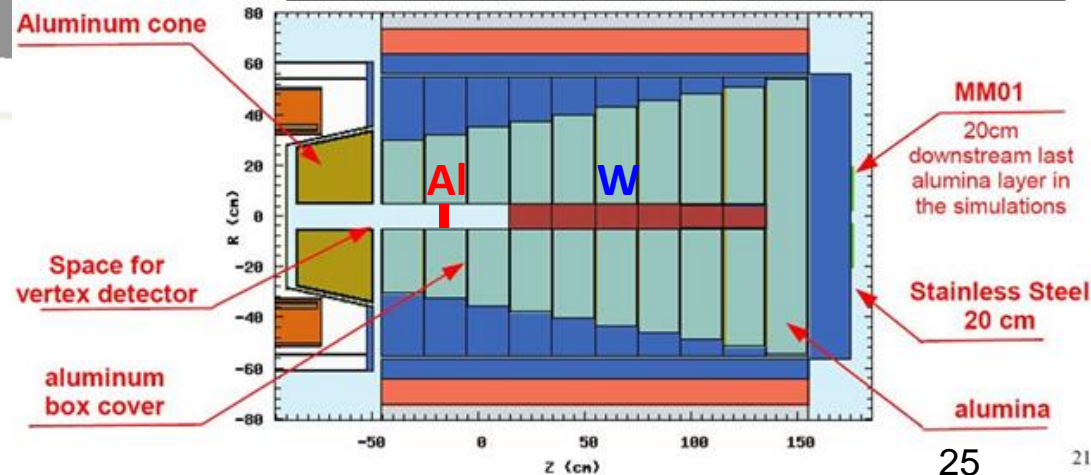 Aluminum cone
Space for
vertex detector
aluminum
box cover
80
60
40
20
0
-20
-40
-60
-80
R (cm)
Al
W
-50
0
50
100
150
Z (cm)
MM01
20cm
downstream last
alumina layer in
the simulations
Stainless Steel
20 cm
alumina
25
21